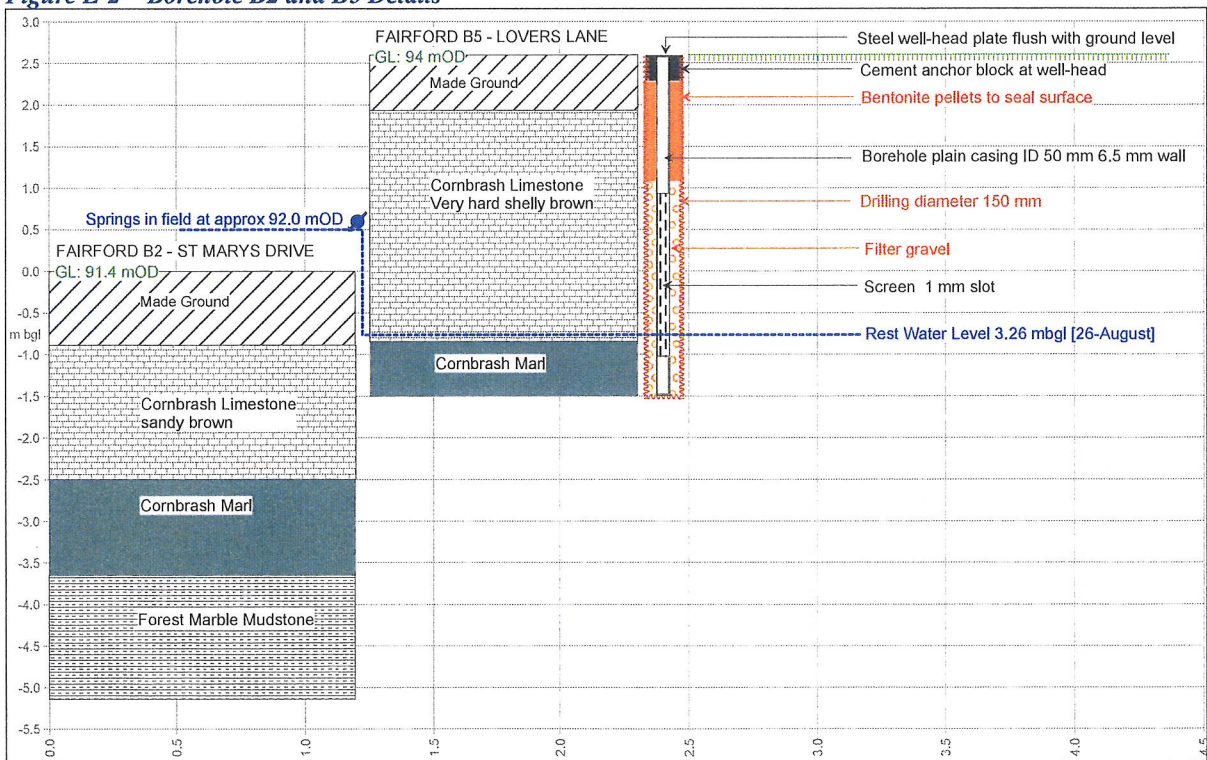 Figure E-2 Borehole B2 and B5 Details
3.0
2.5
2.0
1.5
1.0
0.5
0.0
-0.5
m bgl
-1.0
-1.5
-2.0
-2.5
-3.0
-3.5
-4.0
-4.5
-5.0
-5.5
FAIRFORD B5 - LOVERS LANE
GL: 94 mOD
Made Ground
Cornbrash Limestone
Very hard shelly brown
Cornbrash Marl
Springs in field at approx 92.0 mOD
FAIRFORD B2 - ST MARYS DRIVE
GL: 91.4 mOD
Made Ground
Cornbrash Limestone
sandy brown
Cornbrash Marl
Forest Marble Mudstone
Steel well-head plate flush with ground level
Cement anchor block at well-head
Bentonite pellets to seal surface
Borehole plain casing ID 50 mm 6.5 mm wall
Drilling diameter 150 mm
Filter gravel
Screen 1 mm slot
Rest Water Level 3.26 mbgl [26-August]
0.0
0.5
1.0
1.5
2.0
2.5
3.0
3.5
4.0